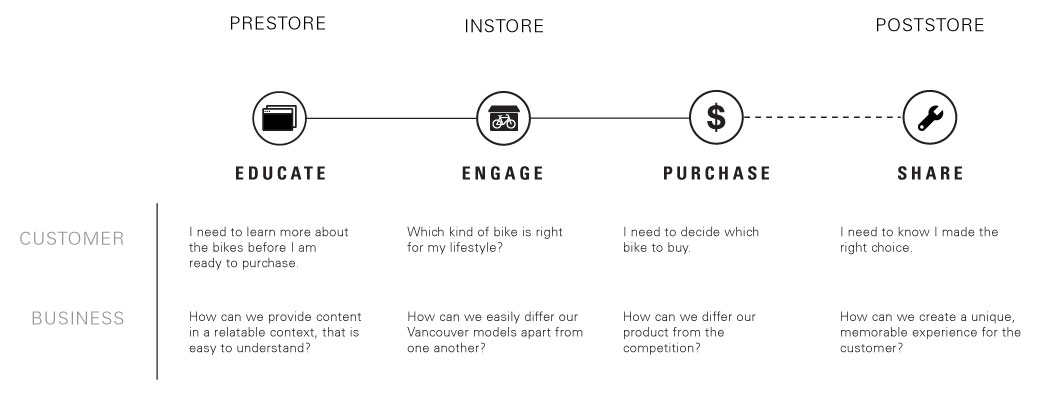 PRESTORE
INSTORE
POSTSTORE
$
EDUCATE
ENGAGE
PURCHASE
SHARE
CUSTOMER
I need to learn more about
the bikes before I am
ready to purchase.
Which kind of bike is right
for my lifestyle?
I need to decide which
bike to buy.
I need to know I made the
right choice.
BUSINESS
How can we provide content
in a relatable context, that is
easy to understand?
How can we easily differ our
Vancouver models apart from
one another?
How can we differ our
product from the
competition?
How can we create a unique,
memorable experience for the
customer?